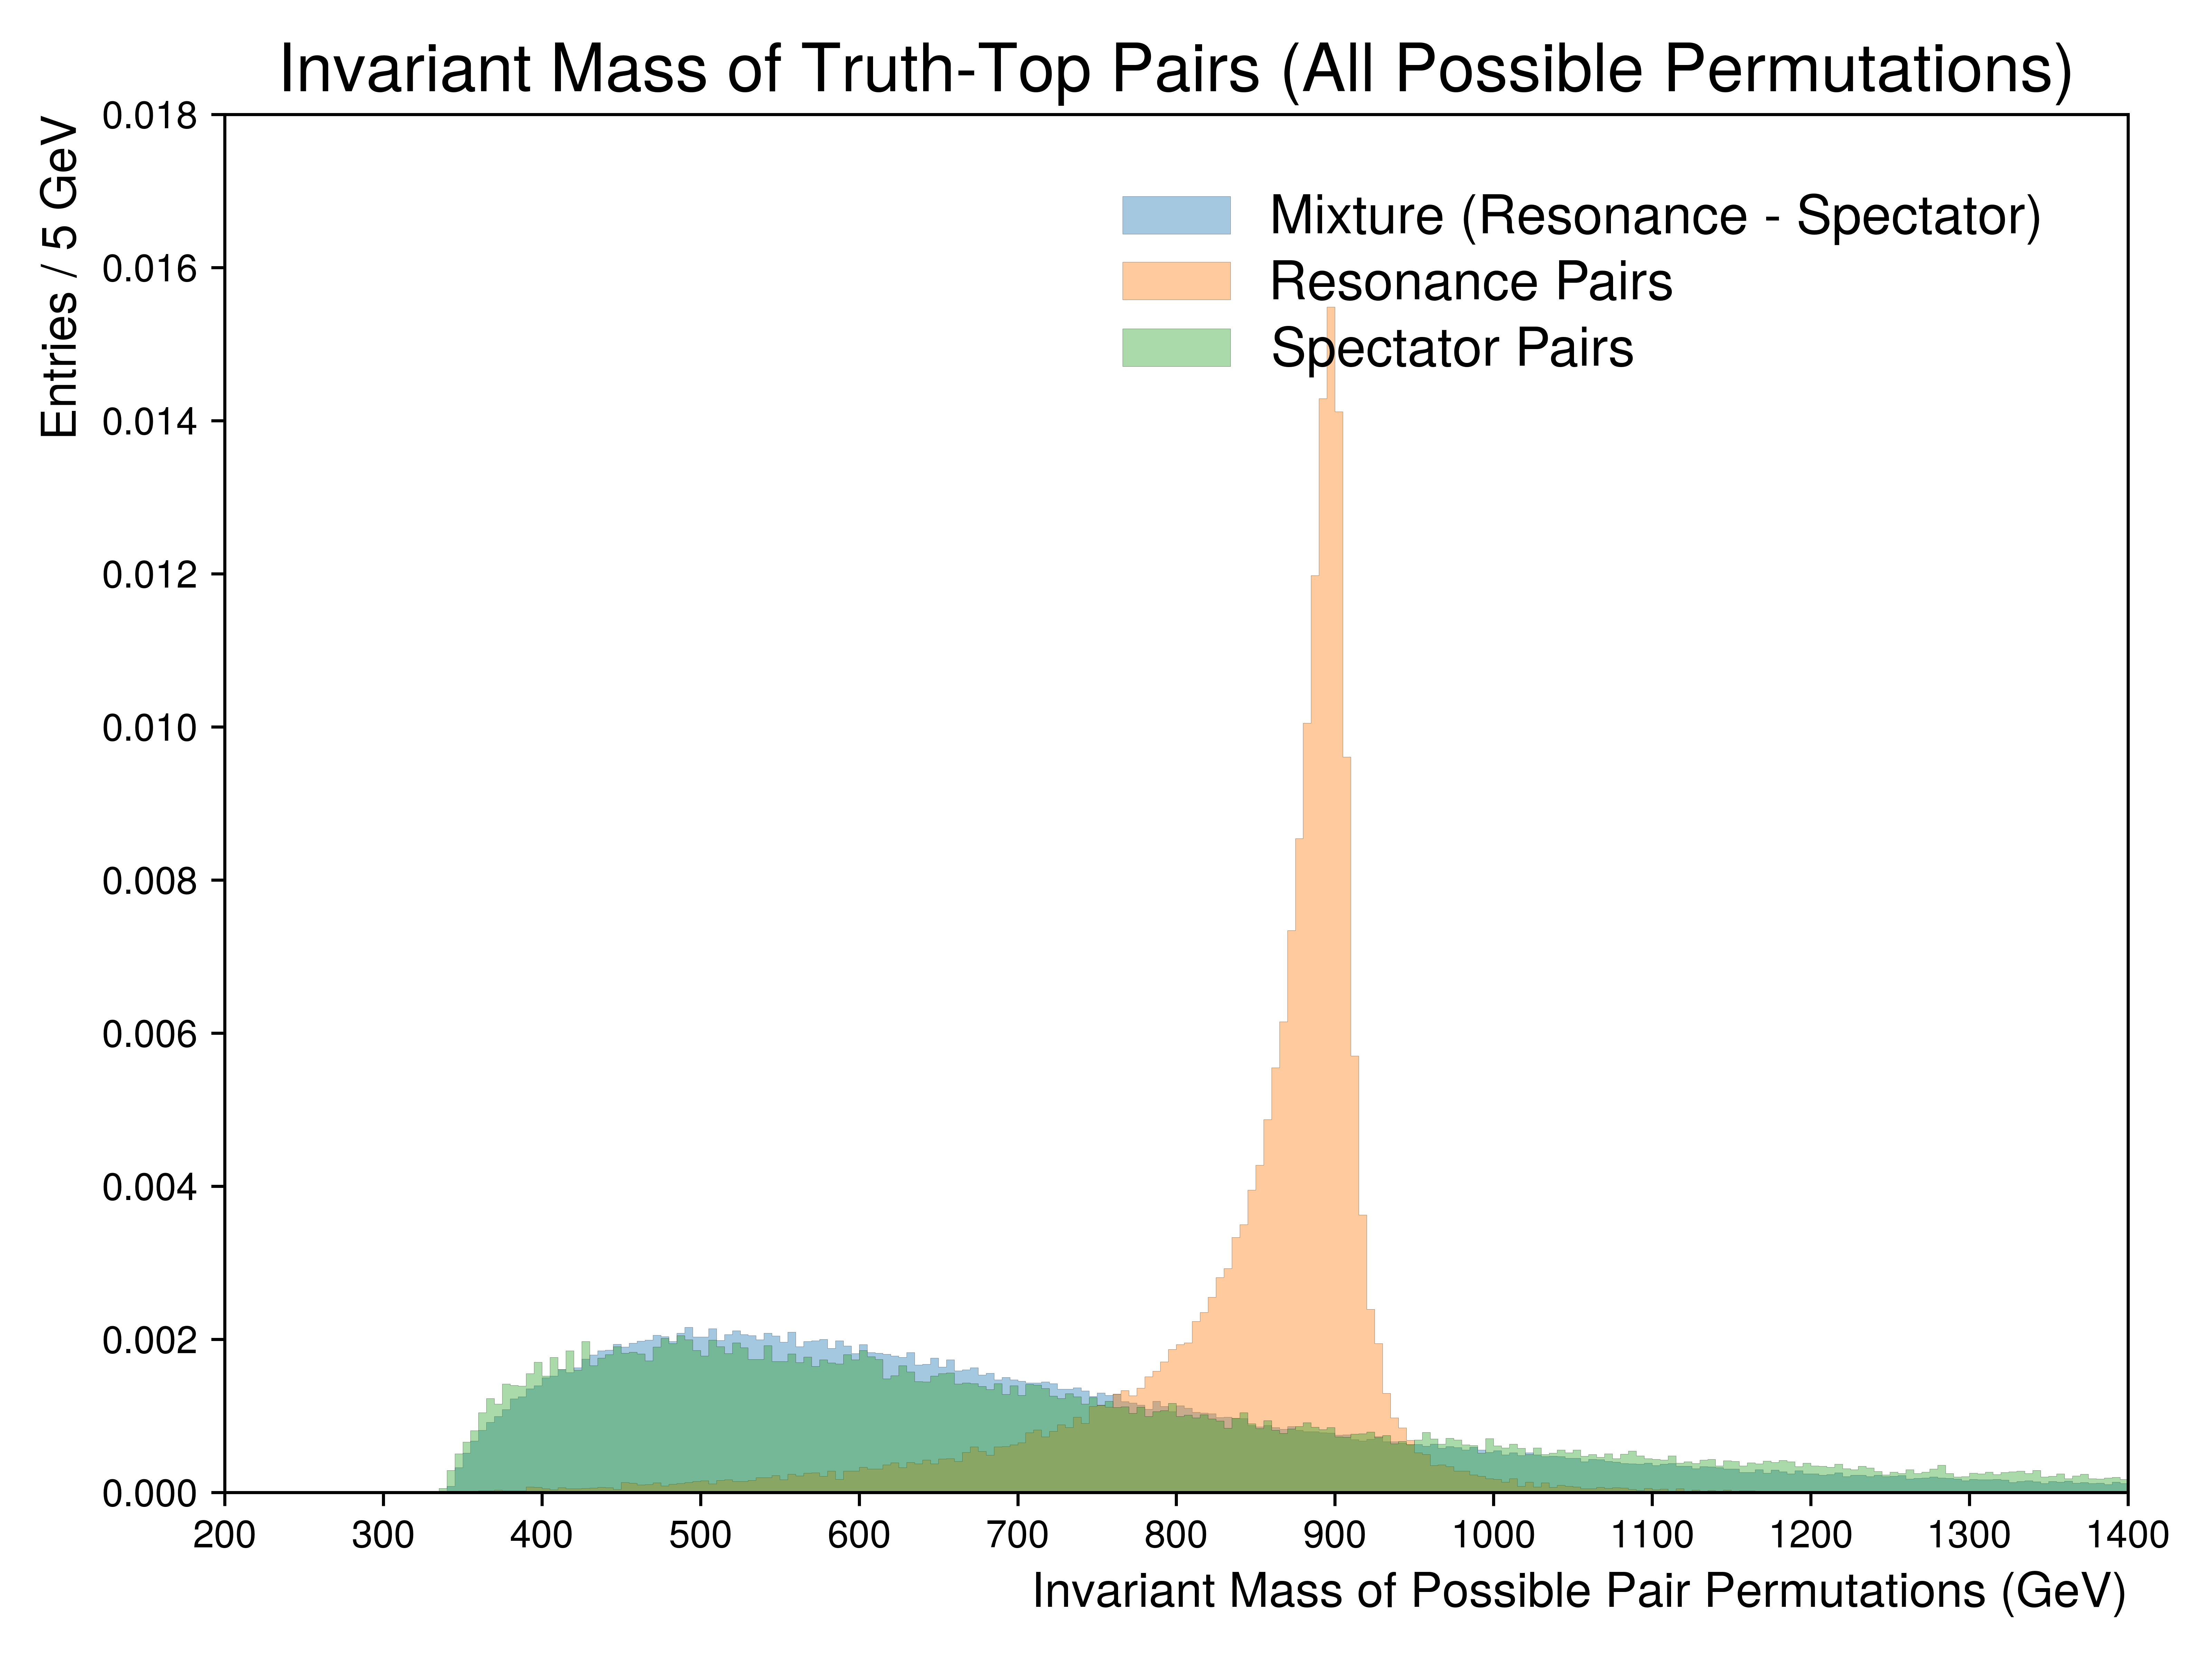 Invariant Mass of Truth-Top Pairs (All Possible Permutations)
Entries / 5 GeV
0.018
0.016
0.014
0.012
0.010
0.008
0.006
0.004
0.002
0.000
Mixture (Resonance - Spectator)
Resonance Pairs
Spectator Pairs
200 300 400 500 600 700 800 900 1000 1100 1200 1300 1400
Invariant Mass of Possible Pair Permutations (GeV)